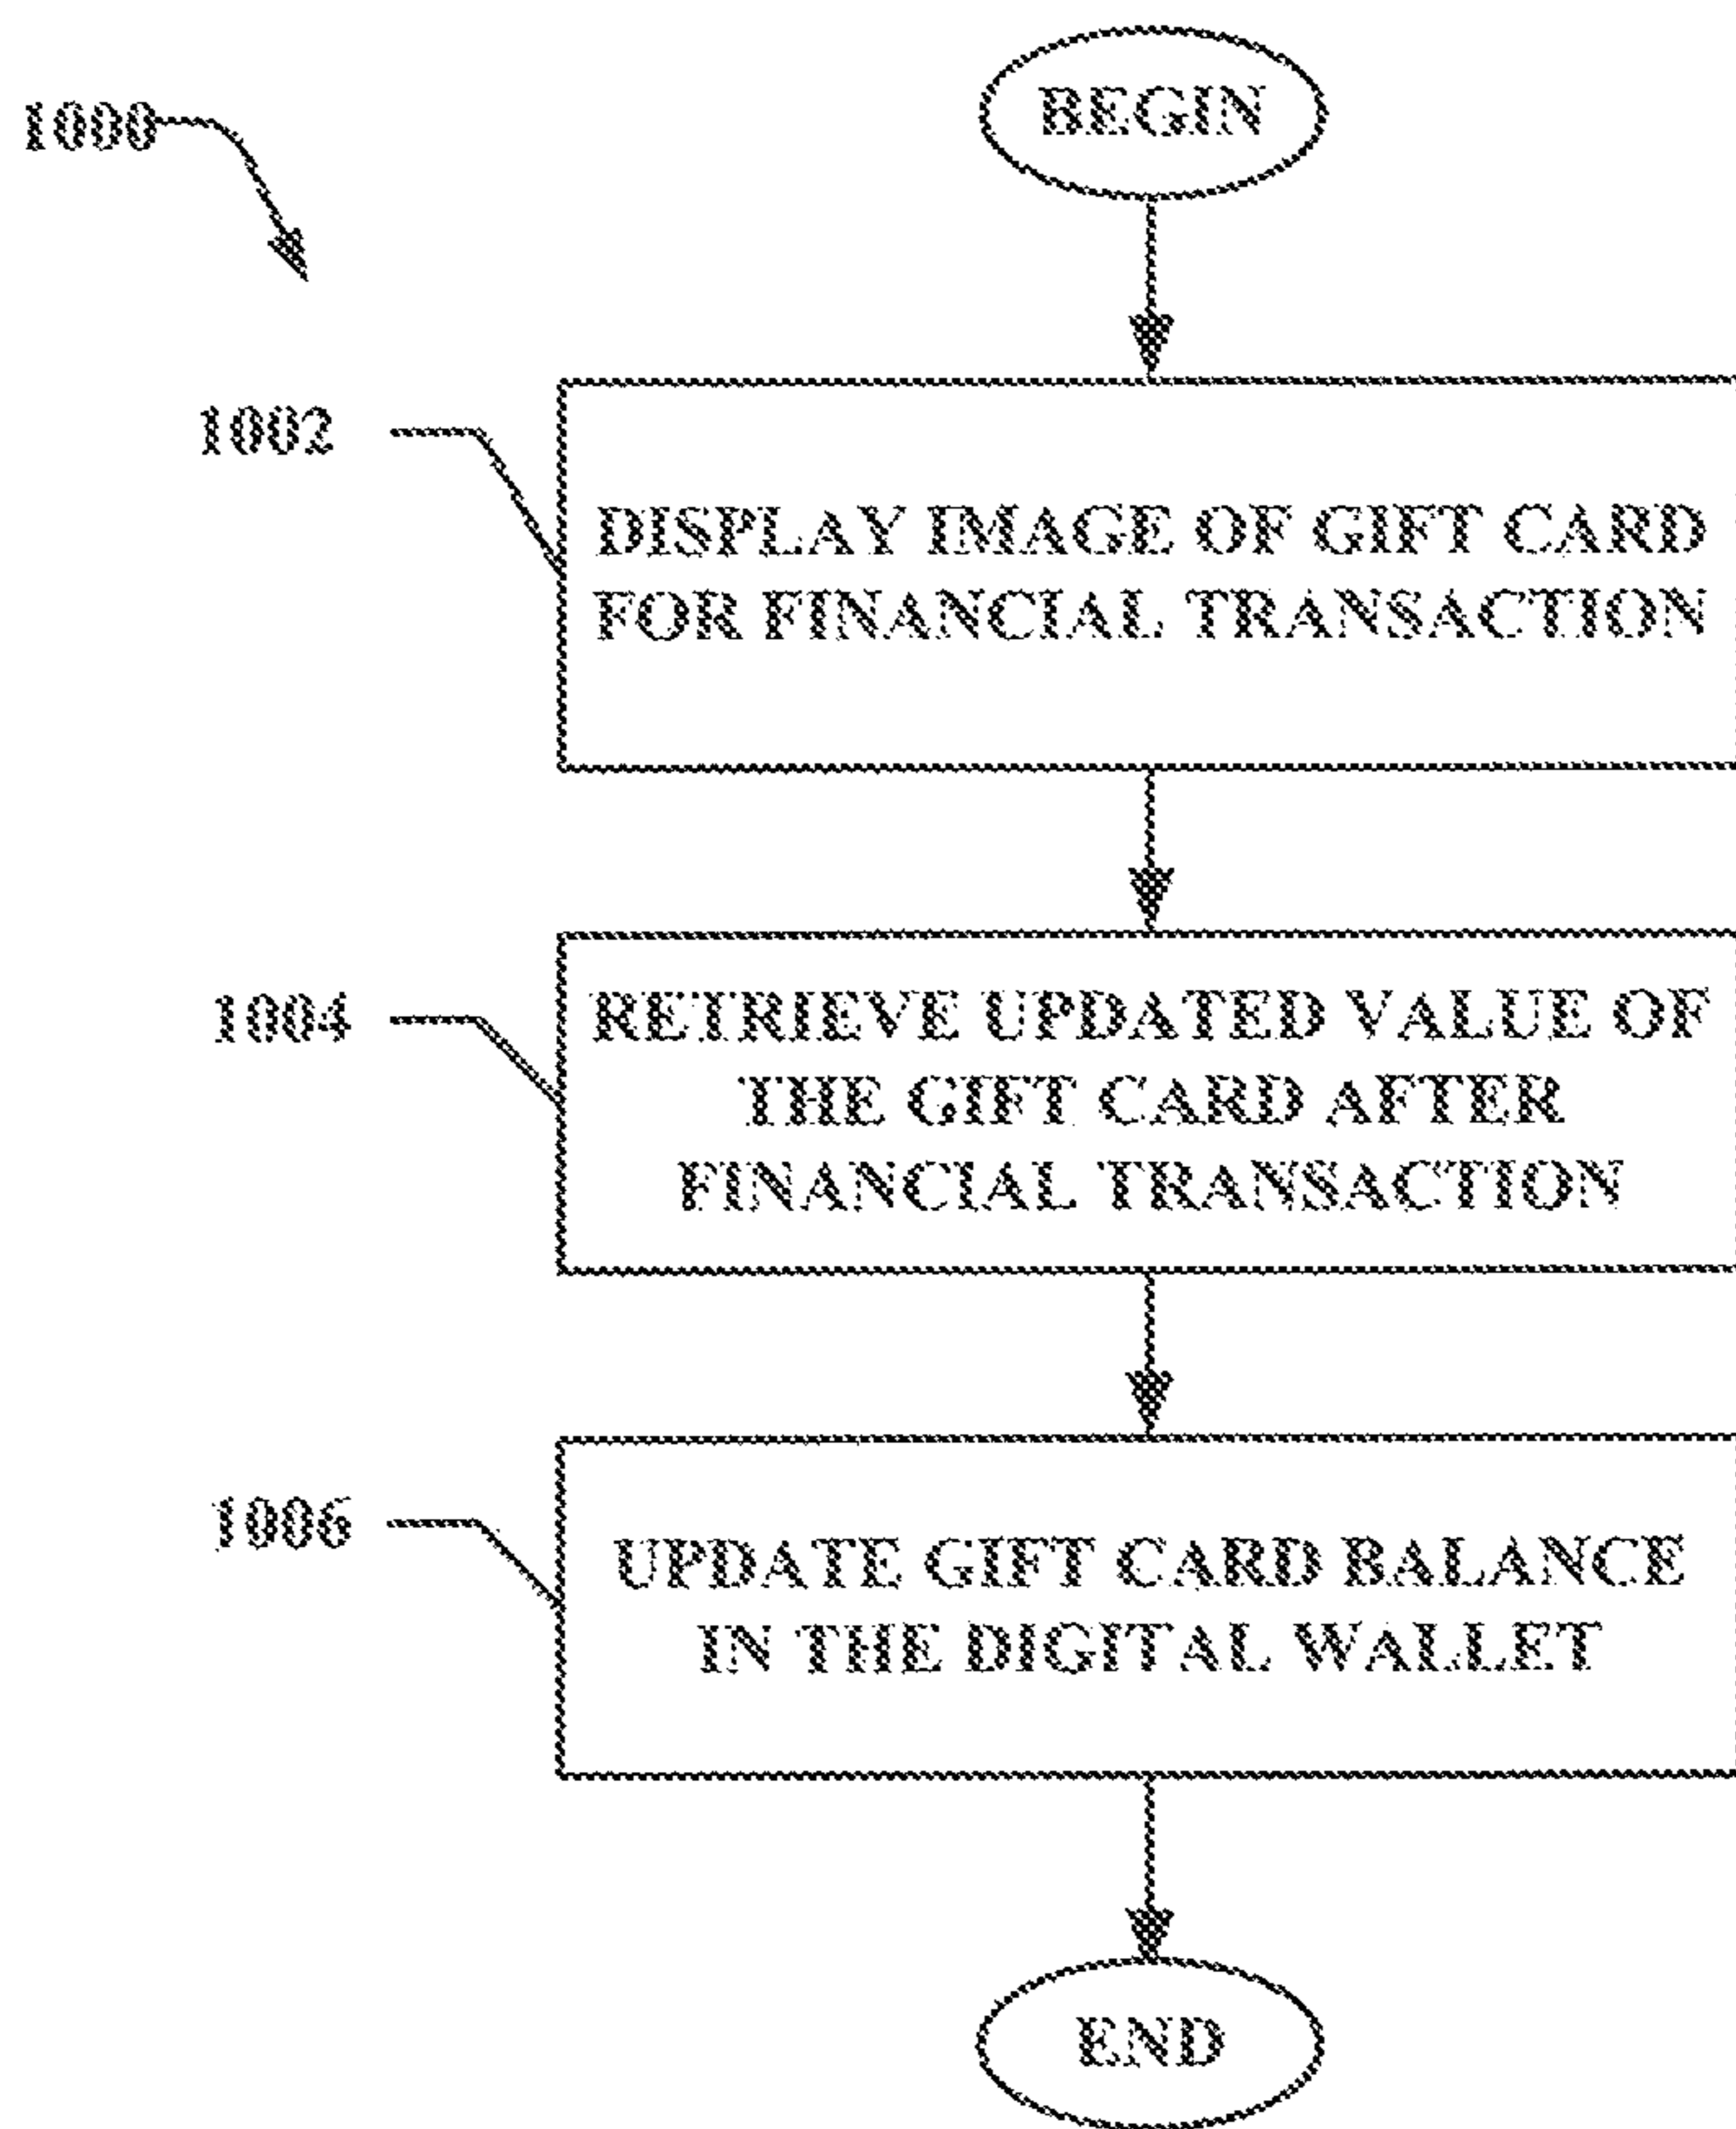 1000
BEGIN
1002
DISPLAY IMAGE OF GIFT CARD
FOR FINANCIAL TRANSACTION
1004
RETRIEVE UPDATED VALUE OF
THE GIFT CARD AFTER
FINANCIAL TRANSACTION
1006
UPDATE GIFT CARD BALANCE
IN THE DIGITAL WALLET
END